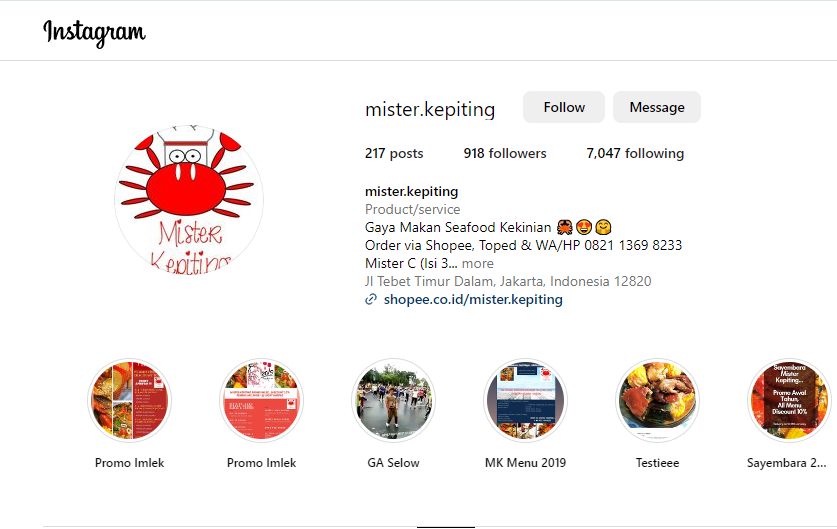 Instagram
mister.kepiting
Follow
Message
217 posts
918 followers
7,047 following
mister.kepiting
Product/service
Gaya Makan Seafood Kekinian 🦀😍🤗
Order via Shopee, Toped & WA/HP 0821 1369 8233
Mister C (Isi 3... more
Jl Tebet Timur Dalam, Jakarta, Indonesia 12820
shopee.co.id/mister.kepiting
Mister
Kepiting
Sayembara
Mister
Kepiting...
Promo Awal
Tahun,
All Menu
Discount 10%
Promo Imlek
Promo Imlek
GA Selow
MK Menu 2019
Testieee
Sayembara 2...